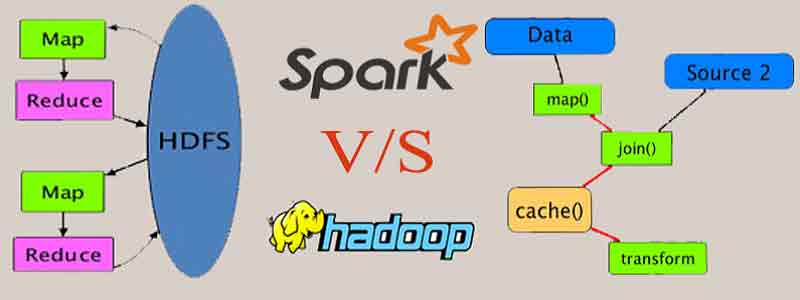 Map
Reduce
HDFS
Map
Reduce
Spark
V/S
hadoop
Data
Source 2
map()
join()
cache()
transform